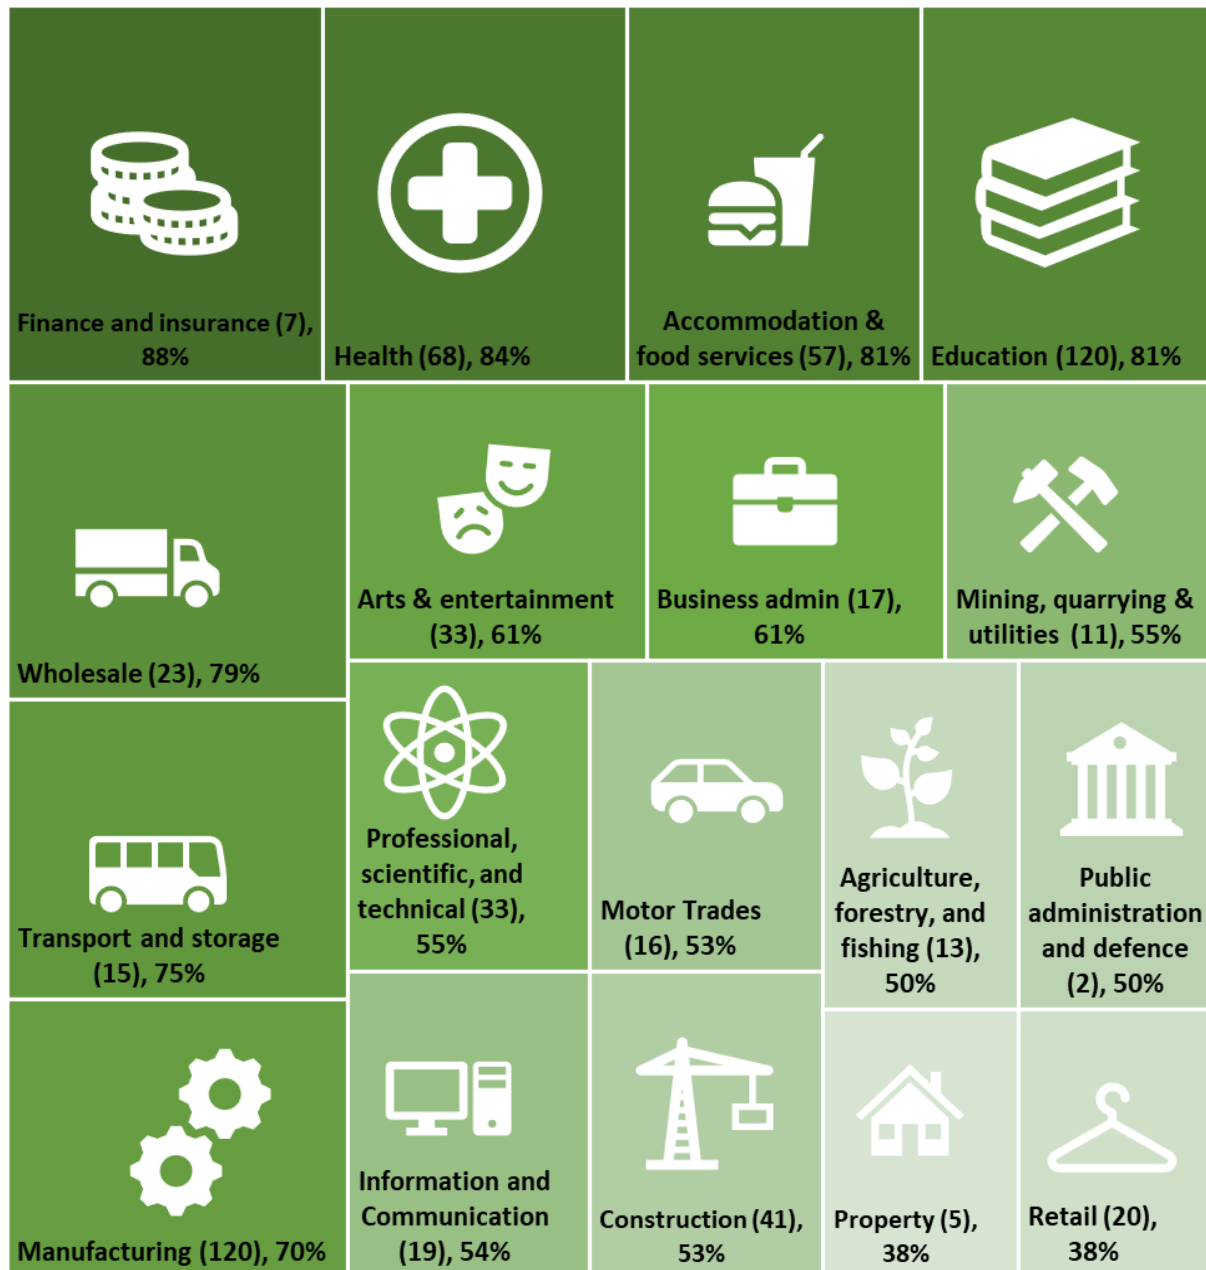 Finance and insurance (7),
88%
Health (68), 84%
Accommodation &
food services (57), 81%
Education (120), 81%
Wholesale (23), 79%
Arts & entertainment
(33), 61%
Business admin (17),
61%
Mining, quarrying &
utilities (11), 55%
Transport and storage
(15), 75%
Professional,
scientific, and
technical (33),
55%
Motor Trades
(16), 53%
Agriculture,
forestry, and
fishing (13),
50%
Public
administration
and defence
(2), 50%
Manufacturing (120), 70%
Information and
Communication
(19), 54%
Construction (41),
53%
Property (5),
38%
Retail (20),
38%